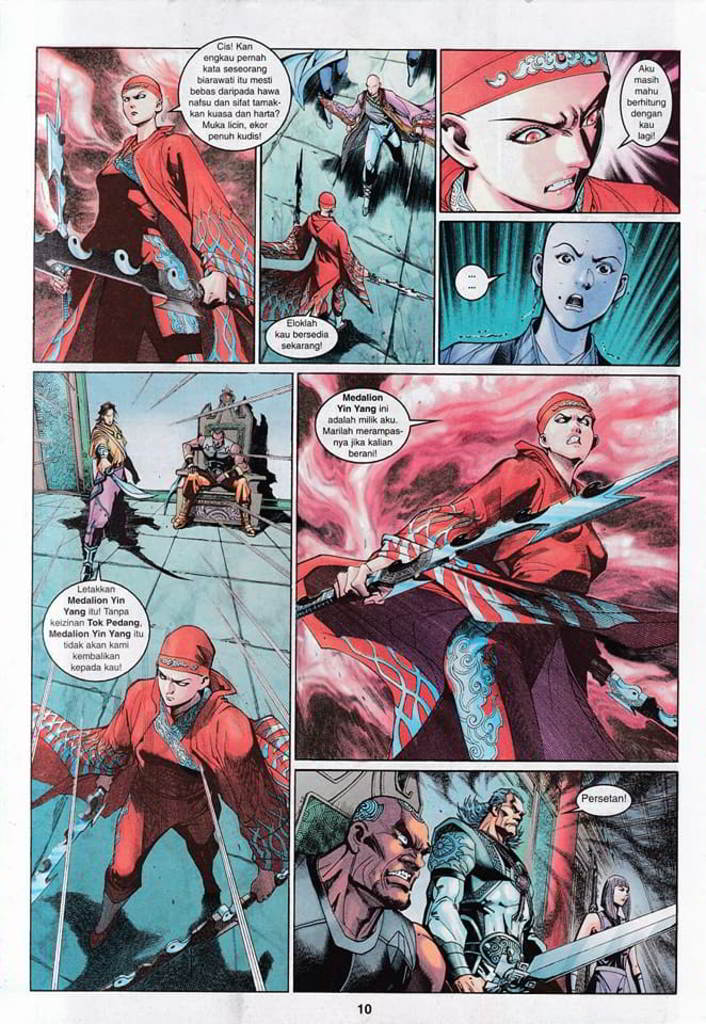 Cis! Kan
engkau pernah
kata seseorang
biarawati itu mesti
bebas daripada hawa
nafsu dan sifat tamak-
kan kuasa dan harta?
Muka licin, ekor
penuh kudis!
Eloklah
kau bersedia
sekarang!
Aku
masih
mahu
berhitung
dengan
kau
lagi!
...
...
Letakkan
Medalion Yin
Yang itu! Tanpa
keizinan Tok Pedang,
Medalion Yin Yang itu
tidak akan kami
kembalikan
kepada kau!
Medalion
Yin Yang ini
adalah milik aku.
Marilah merampas-
nya jika kalian
berani!
Persetan!
10